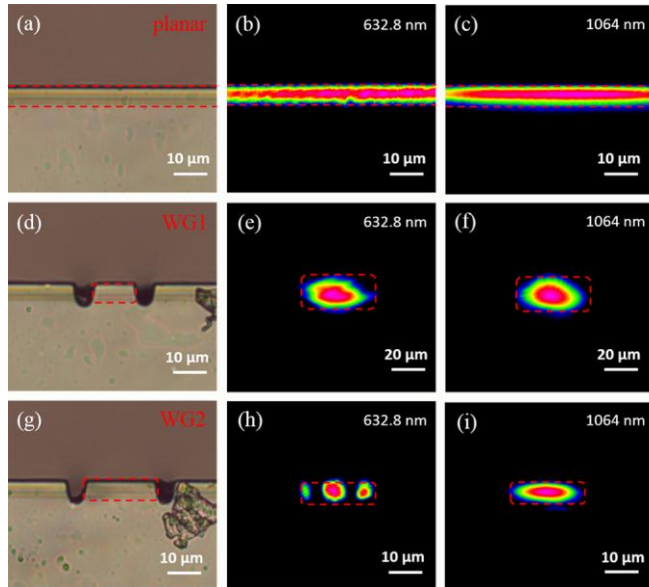 (a)
planar
10 μm
(b)
632.8 nm
10 μm
(c)
1064 nm
10 μm
(d)
WG1
10 μm
(e)
632.8 nm
20 μm
(f)
1064 nm
20 μm
(g)
WG2
10 μm
(h)
632.8 nm
10 μm
(i)
1064 nm
10 μm